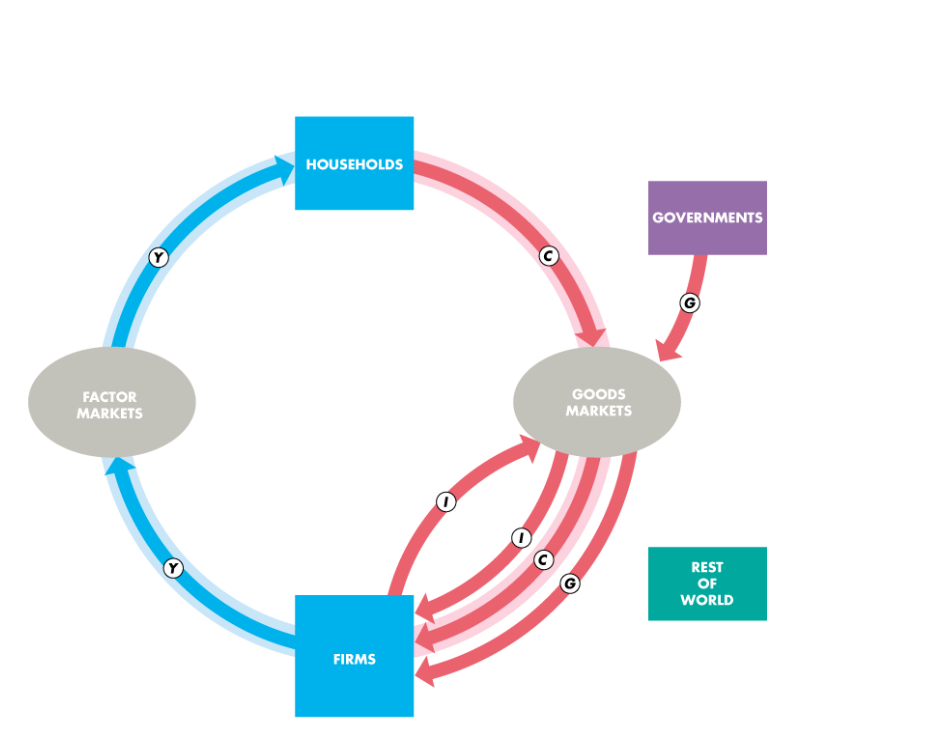 HOUSEHOLDS
GOVERNMENTS
Y
C
G
FACTOR
MARKETS
GOODS
MARKETS
I
I
C
Y
G
REST
OF
WORLD
FIRMS